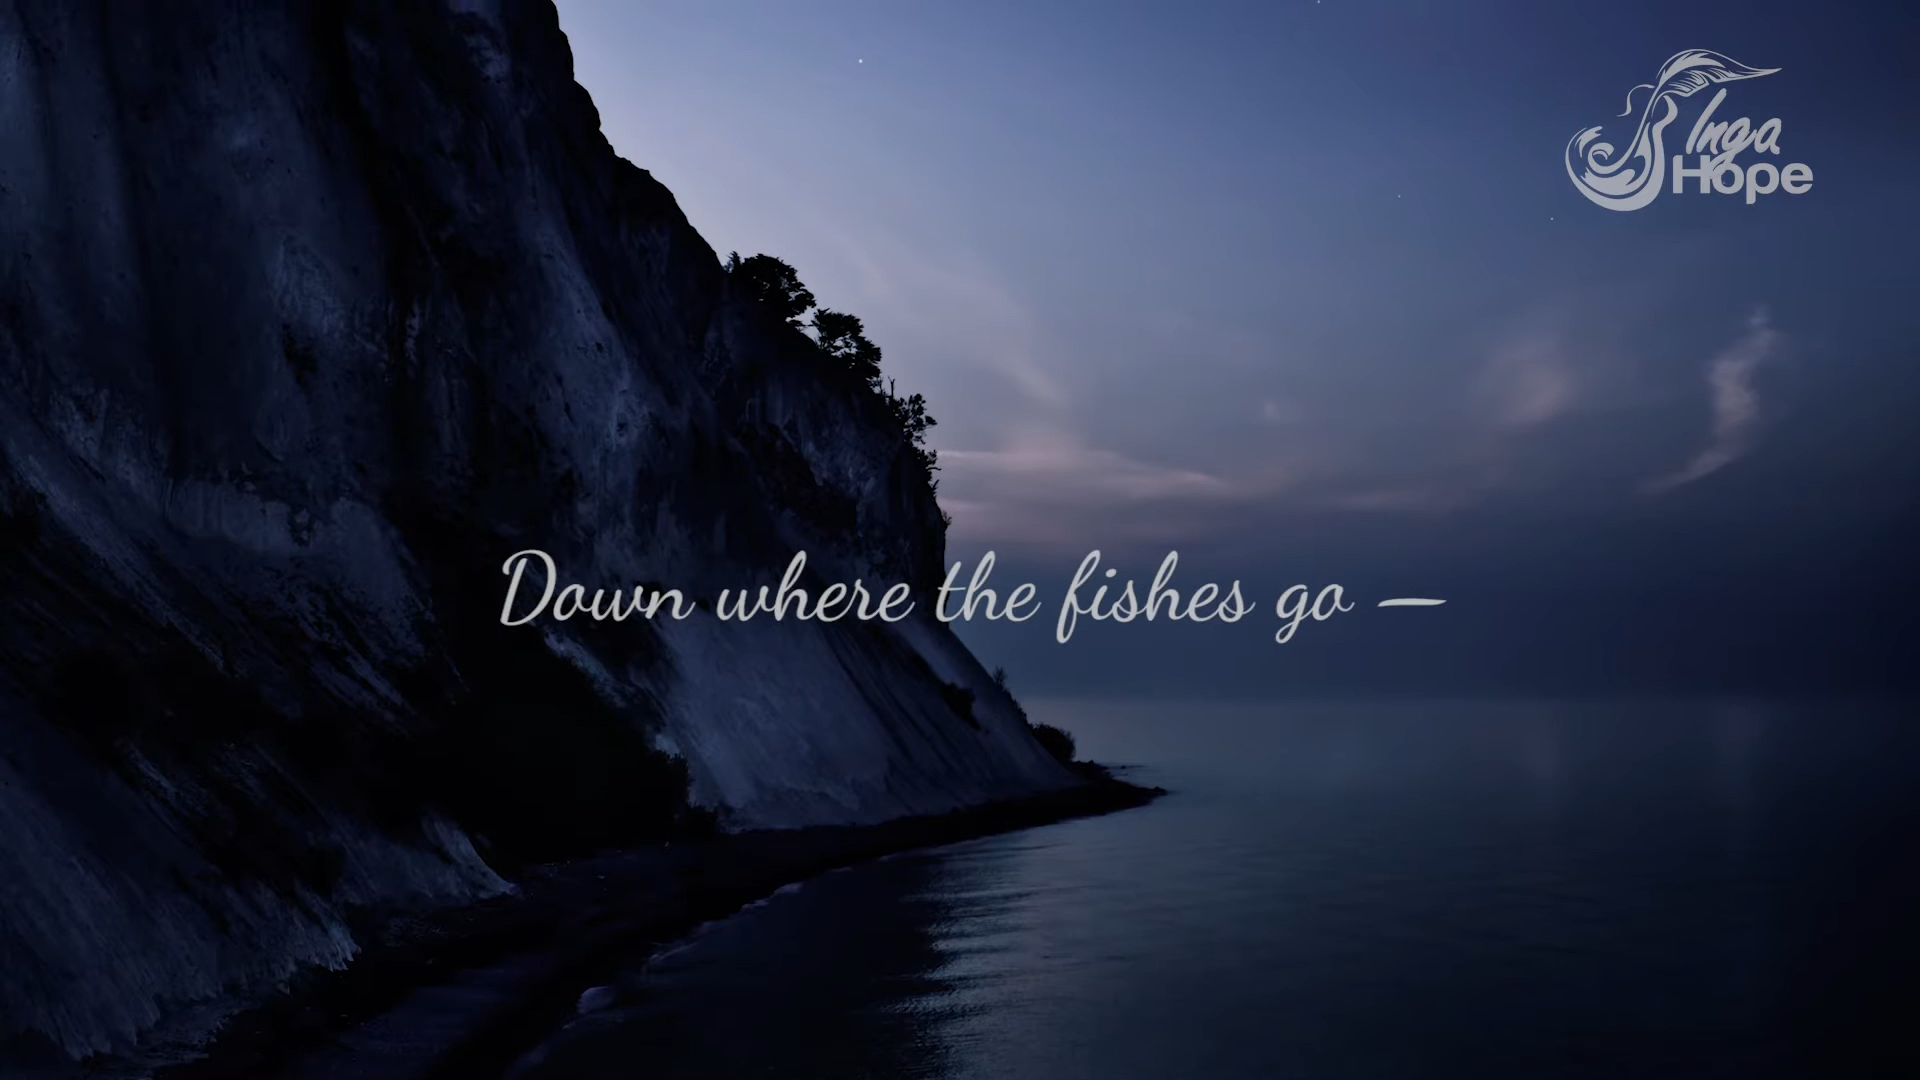 Inga
Hope
Down where the fishes go –